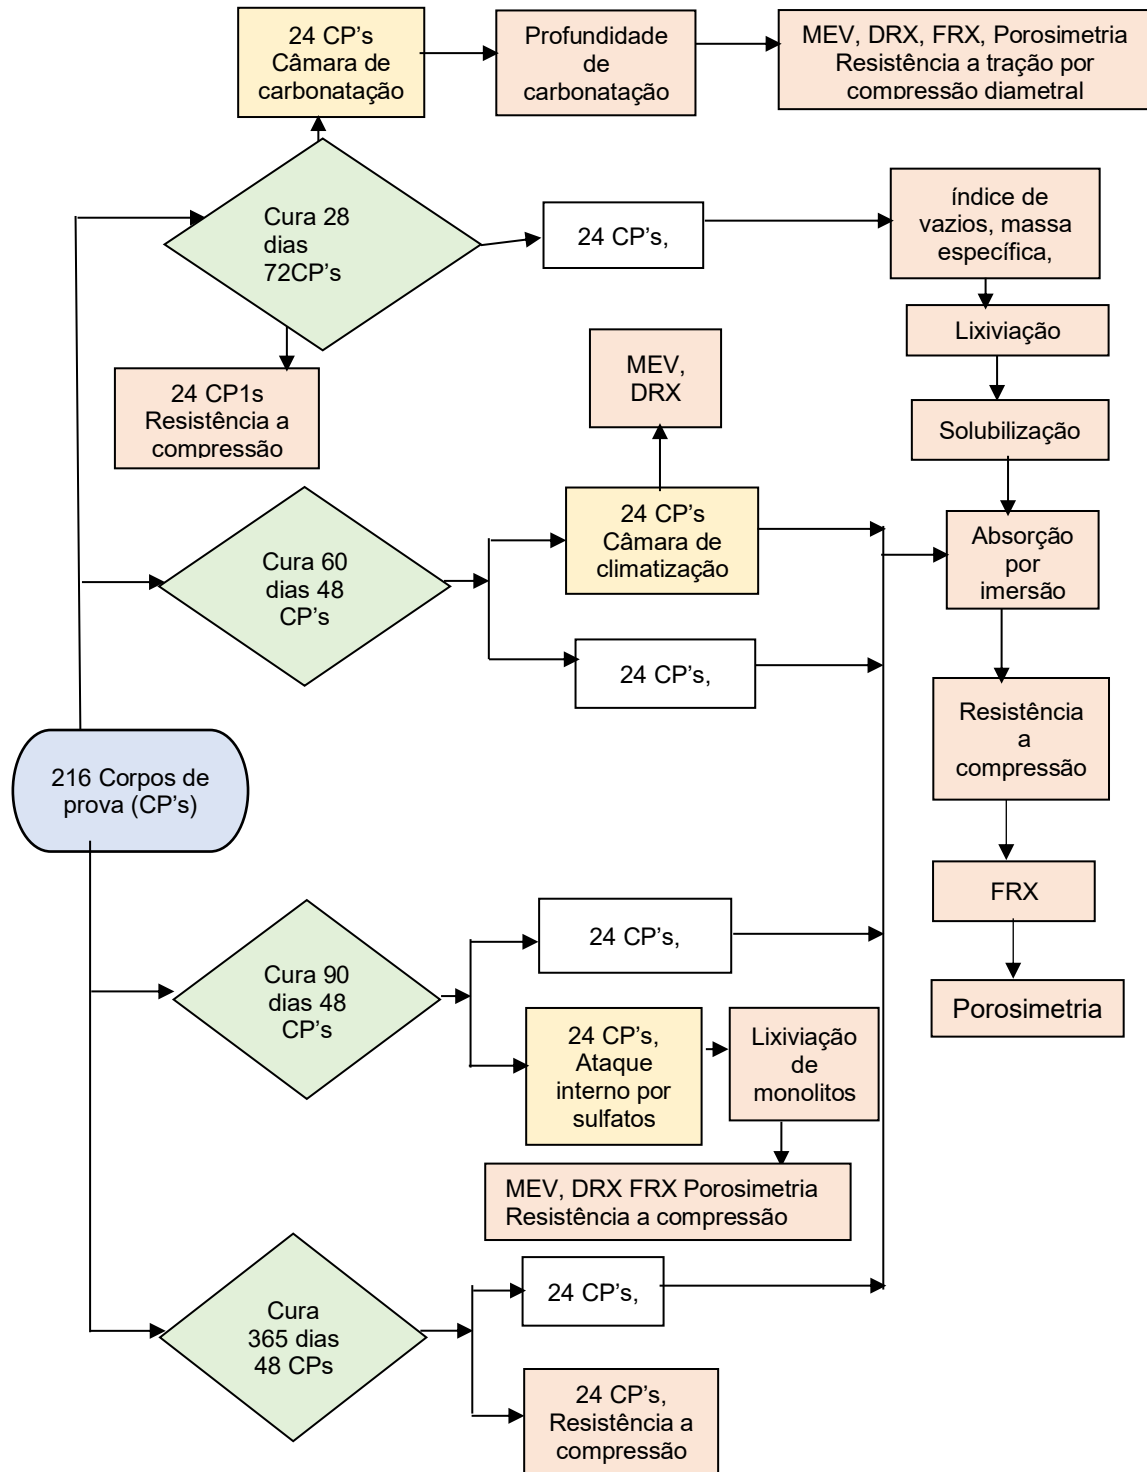 24 CP’s
Câmara de
carbonatação
Profundidade
de
carbonatação
MEV, DRX, FRX, Porosimetria
Resistência a tração por
compressão diametral
Cura 28
dias
72CP’s
24 CP’s,
índice de
vazios, massa
específica,
Lixiviação
Solubilização
24 CP1s
Resistência a
compressão
MEV,
DRX
Cura 60
dias 48
CP’s
24 CP’s
Câmara de
climatização
24 CP’s,
Absorção
por
imersão
Resistência
a
compressão
FRX
Porosimetria
216 Corpos de
prova (CP’s)
Cura 90
dias 48
CP’s
24 CP’s,
24 CP’s,
Ataque
interno por
sulfatos
Lixiviação
de
monolitos
MEV, DRX FRX Porosimetria
Resistência a compressão
Cura
365 dias
48 CPs
24 CP’s,
24 CP’s,
Resistência a
compressão